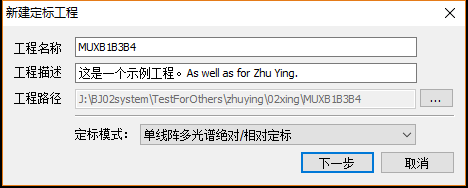 新建定标工程
工程名称 MUXB1B3B4
工程描述 这是一个示例工程。As well as for Zhu Ying.
工程路径 J:\BJ02system\TestForOthers\zhuying\02xing\MUXB1B3B4 ...
定标模式: 单线阵多光谱绝对/相对定标
下一步 取消